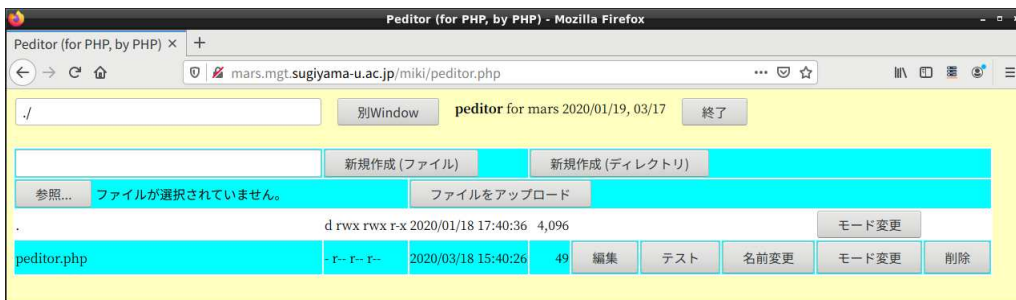 Peditor (for PHP, by PHP) - Mozilla Firefox
Peditor (for PHP, by PHP) × +
mars.mgt.sugiyama-u.ac.jp/miki/peditor.php
./ 別Window peditor for mars 2020/01/19, 03/17 終了
新規作成 (ファイル) 新規作成 (ディレクトリ)
参照... ファイルが選択されていません。 ファイルをアップロード
. d rwx rwx r-x 2020/01/18 17:40:36 4,096 モード変更
peditor.php - r-- r-- r-- 2020/03/18 15:40:26 49 編集 テスト 名前変更 モード変更 削除